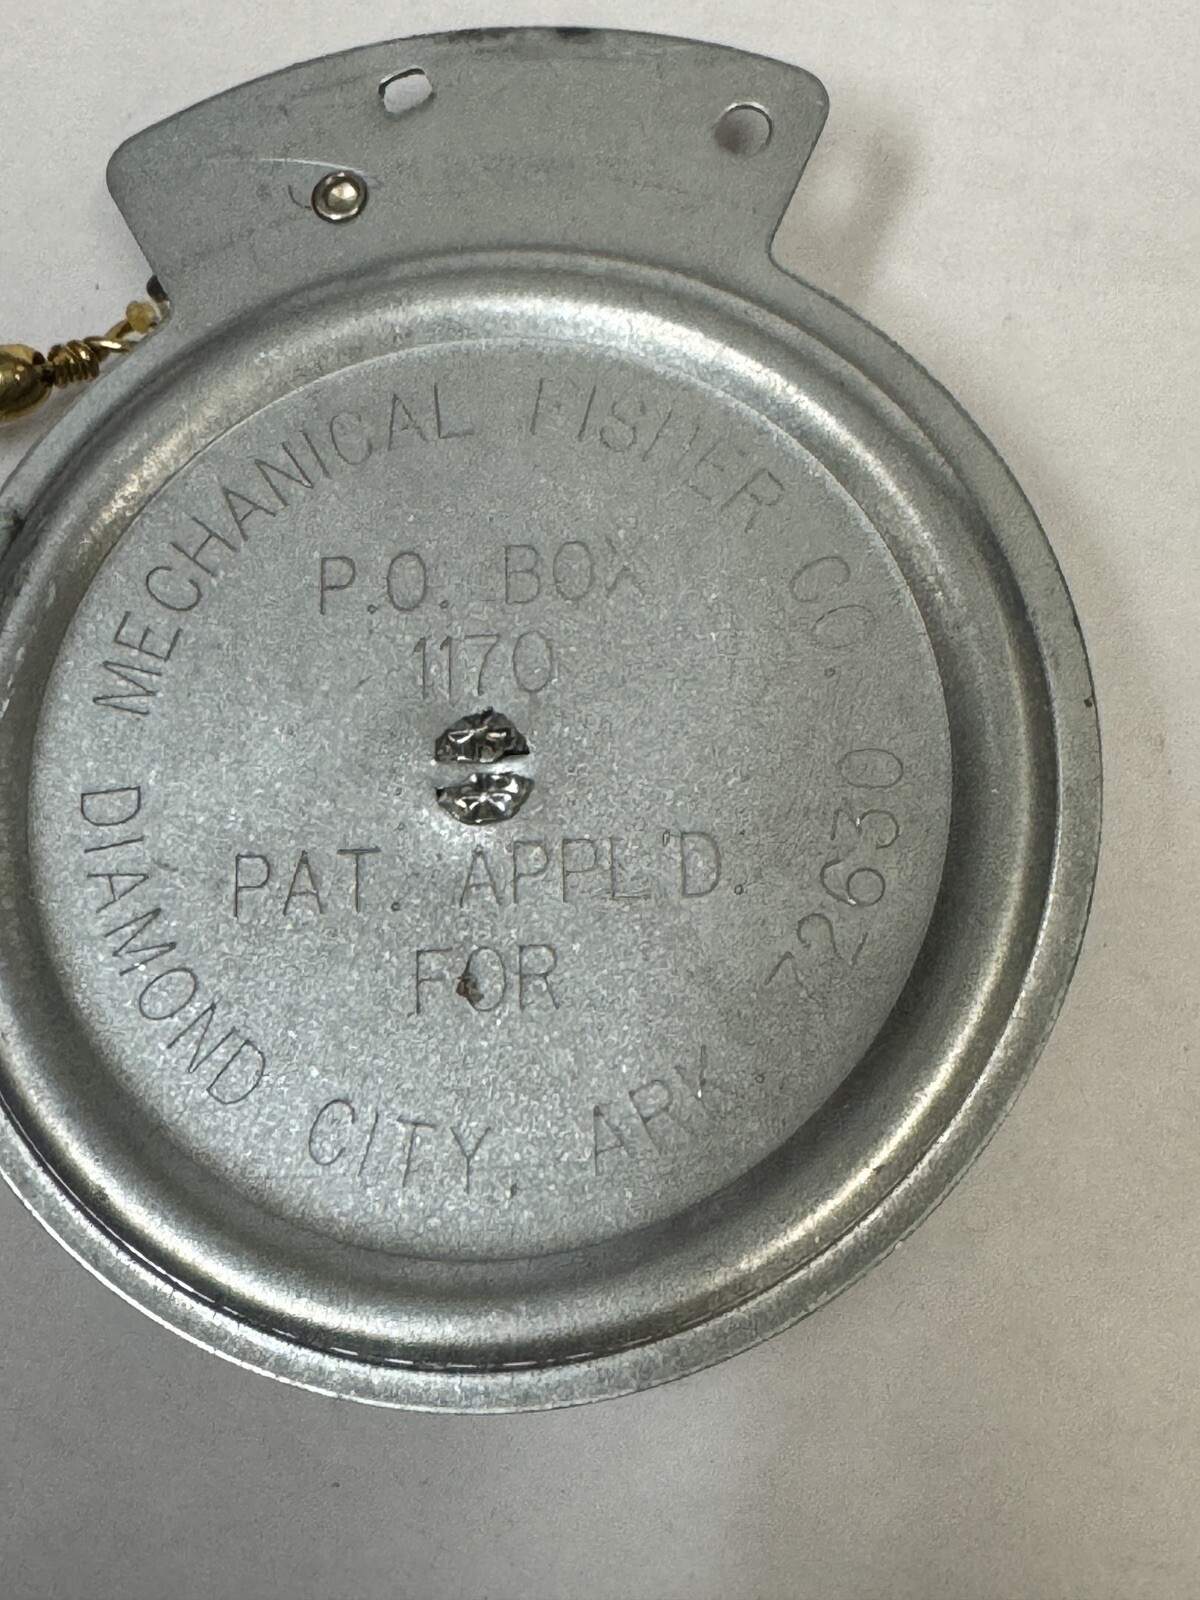 MECHANICAL FISHER CO.
P.O. BOX
1170
PAT. APPL'D.
FOR
DIAMOND CITY, ARK. 72630